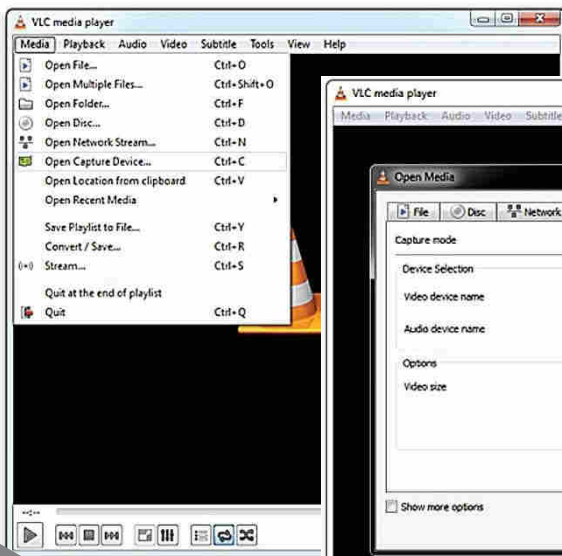 VLC media player
Media Playback Audio Video Subtitle Tools View Help
Open File... Ctrl+O
Open Multiple Files... Ctrl+Shift+O
Open Folder... Ctrl+F
Open Disc... Ctrl+D
Open Network Stream... Ctrl+N
Open Capture Device... Ctrl+C
Open Location from clipboard Ctrl+V
Open Recent Media
Save Playlist to File... Ctrl+Y
Convert / Save... Ctrl+R
Stream... Ctrl+S
Quit at the end of playlist
Quit Ctrl+Q
--:--
VLC media player
Media Playback Audio Video Subtitle
Open Media
File Disc Network
Capture mode
Device Selection
Video device name
Audio device name
Options
Video size
Show more options